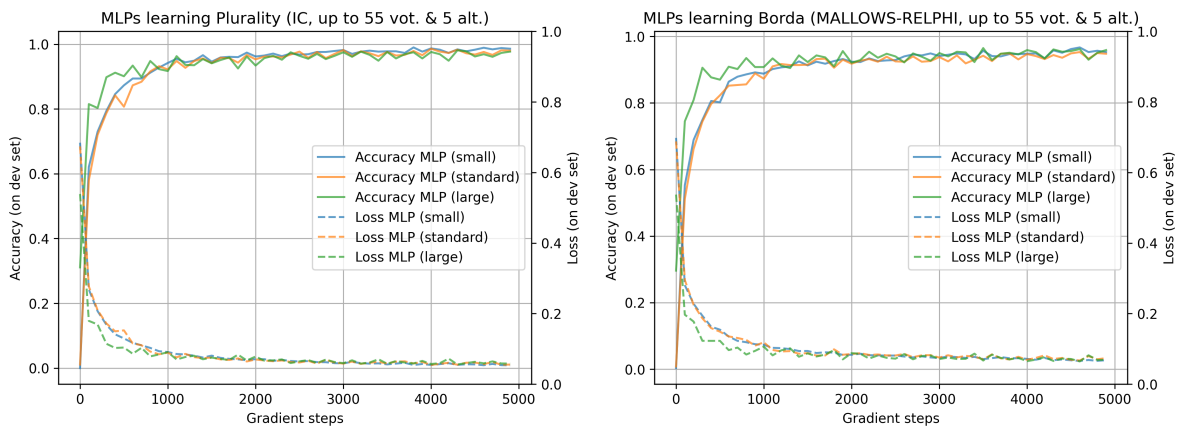 MLPs learning Plurality (IC, up to 55 vot. & 5 alt.)
Accuracy (on dev set)
1.0
0.8
0.6
0.4
0.2
0.0
Accuracy MLP (small)
Accuracy MLP (standard)
Accuracy MLP (large)
Loss MLP (small)
Loss MLP (standard)
Loss MLP (large)
1.0
0.8
0.6
0.4
0.2
0.0
Loss (on dev set)
0 1000 2000 3000 4000 5000
Gradient steps
MLPs learning Borda (MALLOWS-RELPHI, up to 55 vot. & 5 alt.)
Accuracy (on dev set)
1.0
0.8
0.6
0.4
0.2
0.0
Accuracy MLP (small)
Accuracy MLP (standard)
Accuracy MLP (large)
Loss MLP (small)
Loss MLP (standard)
Loss MLP (large)
1.0
0.8
0.6
0.4
0.2
0.0
Loss (on dev set)
0 1000 2000 3000 4000 5000
Gradient steps